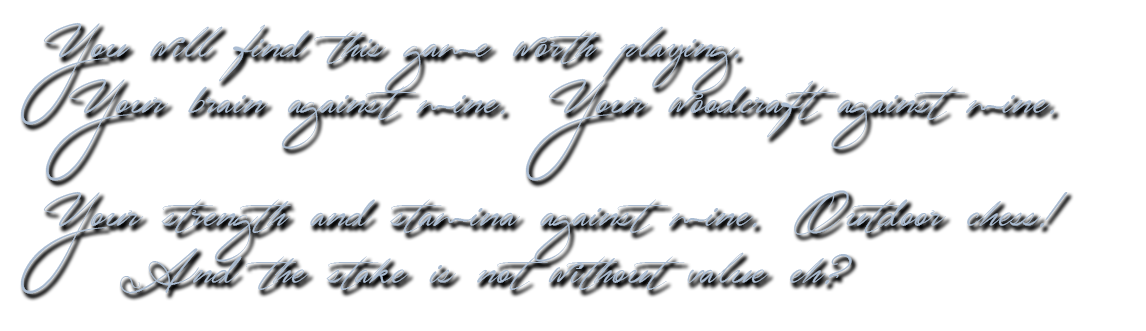 You will find this game worth playing.
Your brain against mine. Your woodcraft against mine.
Your strength and stamina against mine. Outdoor chess!
And the stake is not without value eh?